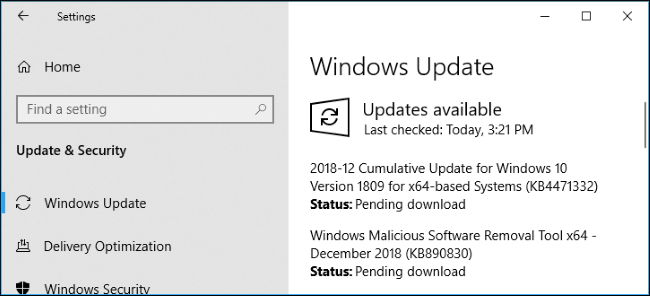 Settings
Home
Find a setting
Update & Security
Windows Update
Delivery Optimization
Windows Security
Windows Update
Updates available
Last checked: Today, 3:21 PM
2018-12 Cumulative Update for Windows 10
Version 1809 for x64-based Systems (KB4471332)
Status: Pending download
Windows Malicious Software Removal Tool x64 -
December 2018 (KB890830)
Status: Pending download